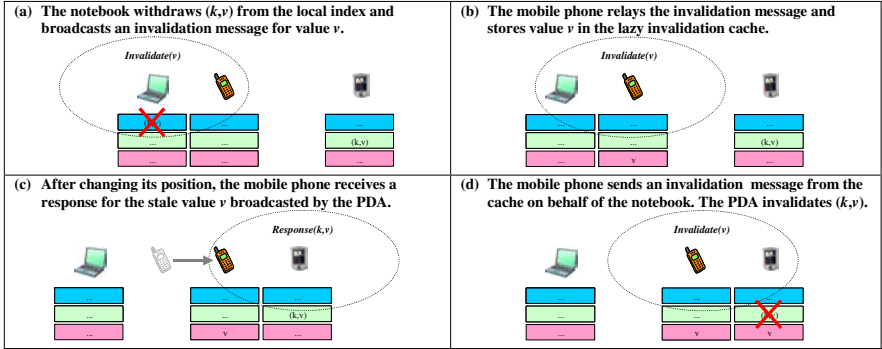 (a) The notebook withdraws (k,v) from the local index and
broadcasts an invalidation message for value v.
Invalidate(v)
... ...
... ... (k,v)
... ... ...
(b) The mobile phone relays the invalidation message and
stores value v in the lazy invalidation cache.
Invalidate(v)
... ... ...
... ... (k,v)
... v ...
(c) After changing its position, the mobile phone receives a
response for the stale value v broadcasted by the PDA.
Response(k,v)
... ... ...
... ... (k,v)
... v ...
(d) The mobile phone sends an invalidation message from the
cache on behalf of the notebook. The PDA invalidates (k,v).
Invalidate(v)
... ... ...
... ...
... v v